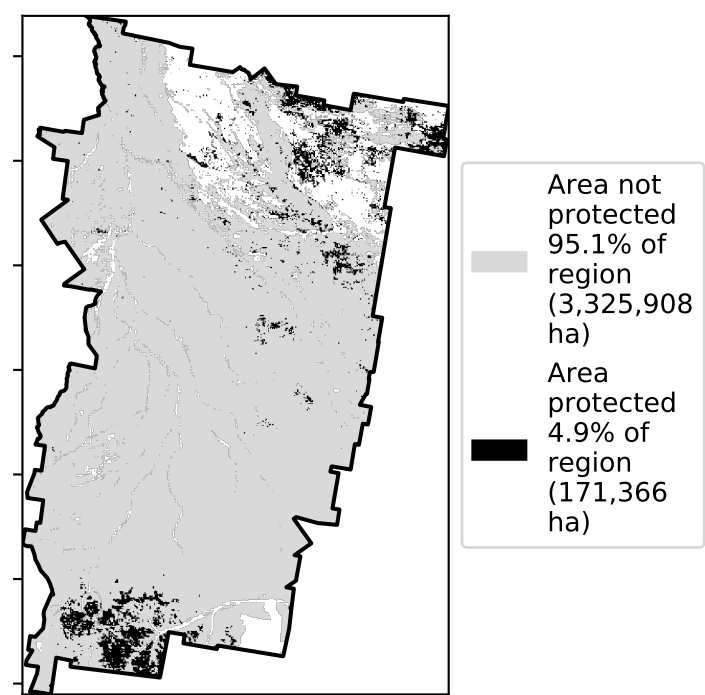 Area not
protected
95.1% of
region
(3,325,908
ha)
Area
protected
4.9% of
region
(171,366
ha)